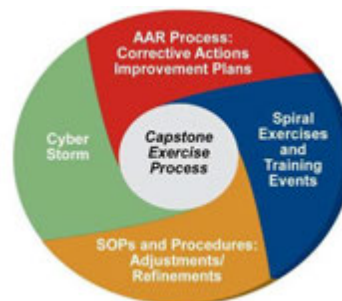 AAR Process:
Corrective Actions
Improvement Plans
Spiral
Exercises
and
Training
Events
Cyber
Storm
Capstone
Exercise
Process
SOPs and Procedures:
Adjustments/
Refinements